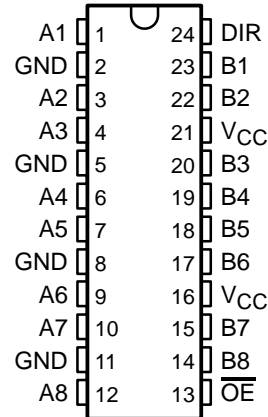 A1 1 24 DIR
GND 2 23 B1
A2 3 22 B2
A3 4 21 VCC
GND 5 20 B3
A4 6 19 B4
A5 7 18 B5
GND 8 17 B6
A6 9 16 VCC
A7 10 15 B7
GND 11 14 B8
A8 12 13 O̅E̅